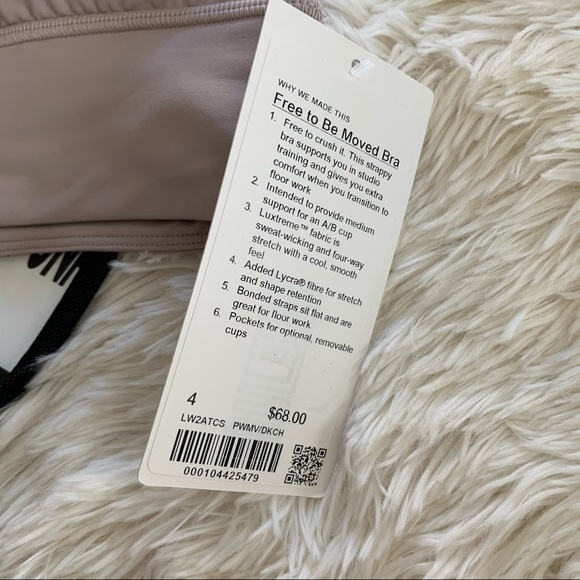 WHY WE MADE THIS
Free to Be Moved Bra
1. Free to crush it. This strappy
bra supports you in studio
training and gives you extra
comfort when you transition to
floor work
2. Intended to provide medium
support for an A/B cup
3. Luxtreme™ fabric is
sweat-wicking and four-way
stretch with a cool, smooth
feel
4. Added Lycra® fibre for stretch
and shape retention
5. Bonded straps sit flat and are
great for floor work
6. Pockets for optional, removable
cups
4 $68.00
LW2ATCS PWMV/DKCH
000104425479